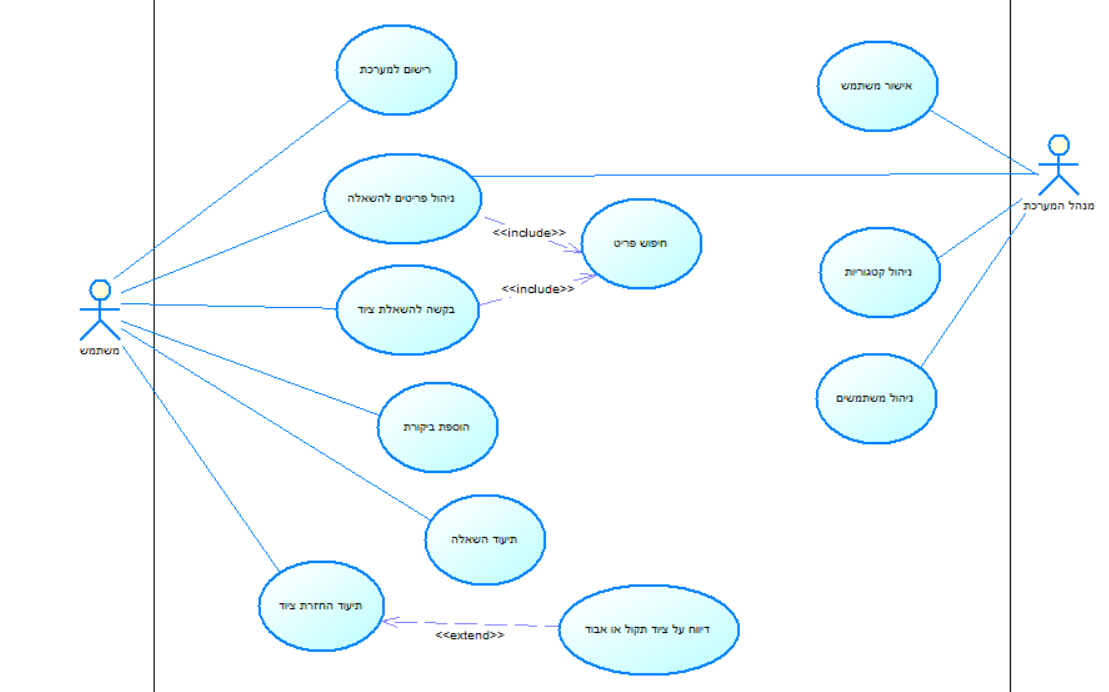 רישום למערכת
אישור משתמש
ניהול פריטים להשאלה
מנהל המערכת
<<include>>
חיפוש פריט
ניהול קטגוריות
<<include>>
בקשה להשאלת ציוד
משתמש
ניהול משתמשים
הוספת ביקורת
תיעוד השאלה
תיעוד החזרת ציוד
דיווח על ציוד תקול או אבוד
<<extend>>